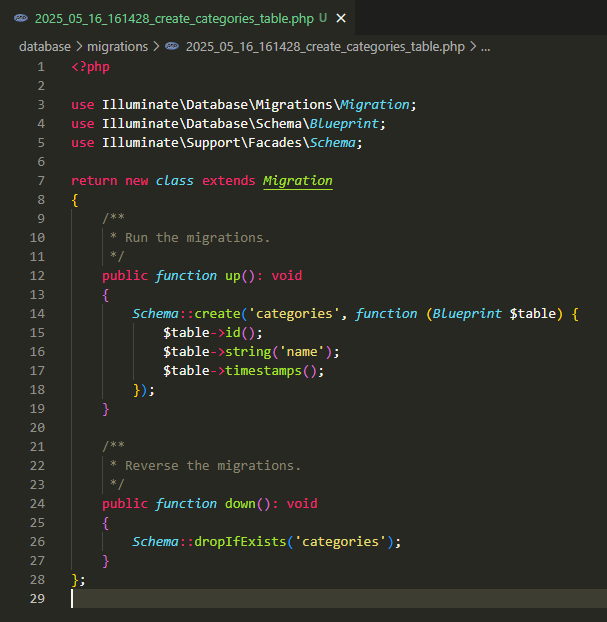 2025_05_16_161428_create_categories_table.php U
database > migrations > 2025_05_16_161428_create_categories_table.php > ...
1 <?php
2
3 use Illuminate\Database\Migrations\Migration;
4 use Illuminate\Database\Schema\Blueprint;
5 use Illuminate\Support\Facades\Schema;
6
7 return new class extends Migration
8 {
9     /**
10      * Run the migrations.
11      */
12     public function up(): void
13     {
14         Schema::create('categories', function (Blueprint $table) {
15             $table->id();
16             $table->string('name');
17             $table->timestamps();
18         });
19     }
20
21     /**
22      * Reverse the migrations.
23      */
24     public function down(): void
25     {
26         Schema::dropIfExists('categories');
27     }
28 };
29